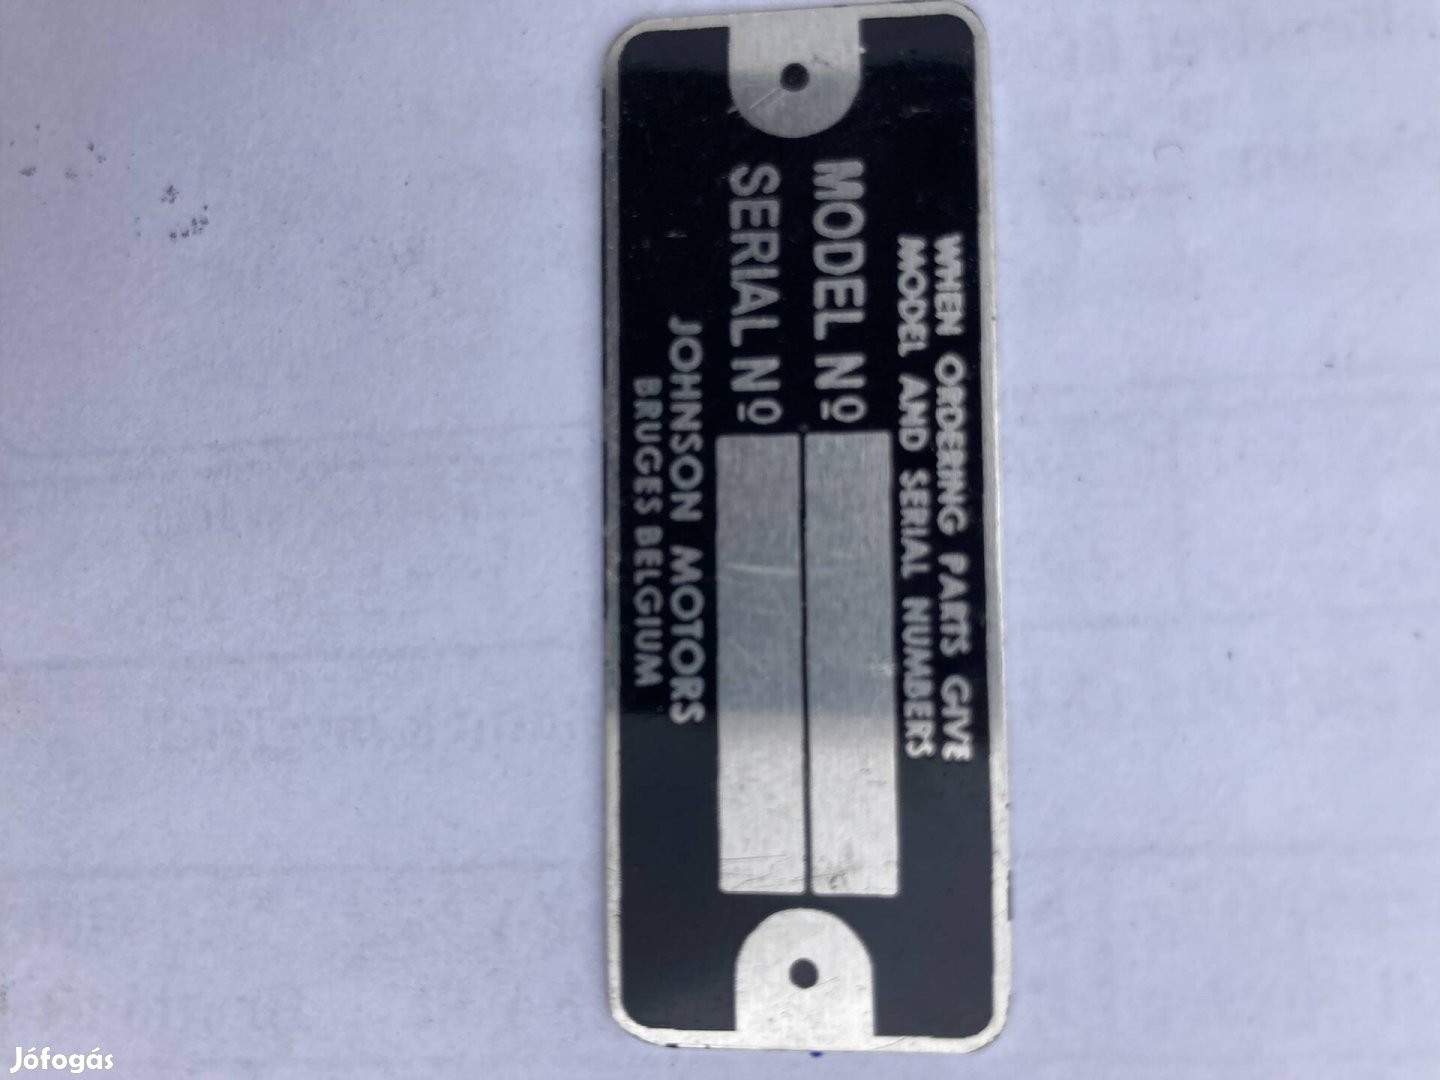 WHEN ORDERING PARTS GIVE
MODEL AND SERIAL NUMBERS
MODEL Nº
SERIAL Nº
JOHNSON MOTORS
BRUGES BELGIUM
Jófogás